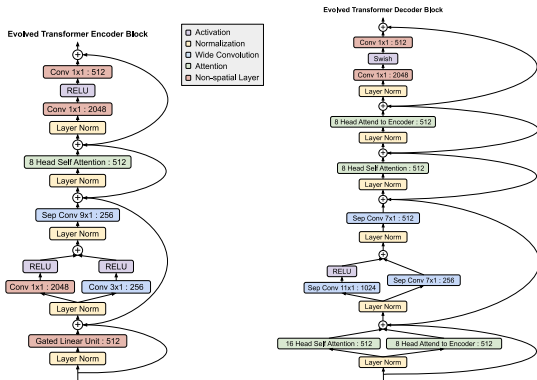 Evolved Transformer Encoder Block
Conv 1x1 : 512
RELU
Conv 1x1 : 2048
Layer Norm
8 Head Self Attention : 512
Layer Norm
Sep Conv 9x1 : 256
Layer Norm
RELU
RELU
Conv 1x1 : 2048
Conv 3x1 : 256
Layer Norm
Gated Linear Unit : 512
Layer Norm
Activation
Normalization
Wide Convolution
Attention
Non-spatial Layer
Evolved Transformer Decoder Block
Conv 1x1 : 512
Swish
Conv 1x1 : 2048
Layer Norm
8 Head Attend to Encoder : 512
Layer Norm
8 Head Self Attention : 512
Layer Norm
Sep Conv 7x1 : 512
Layer Norm
RELU
Sep Conv 11x1 : 1024
Sep Conv 7x1 : 256
Layer Norm
16 Head Self Attention : 512
8 Head Attend to Encoder : 512
Layer Norm